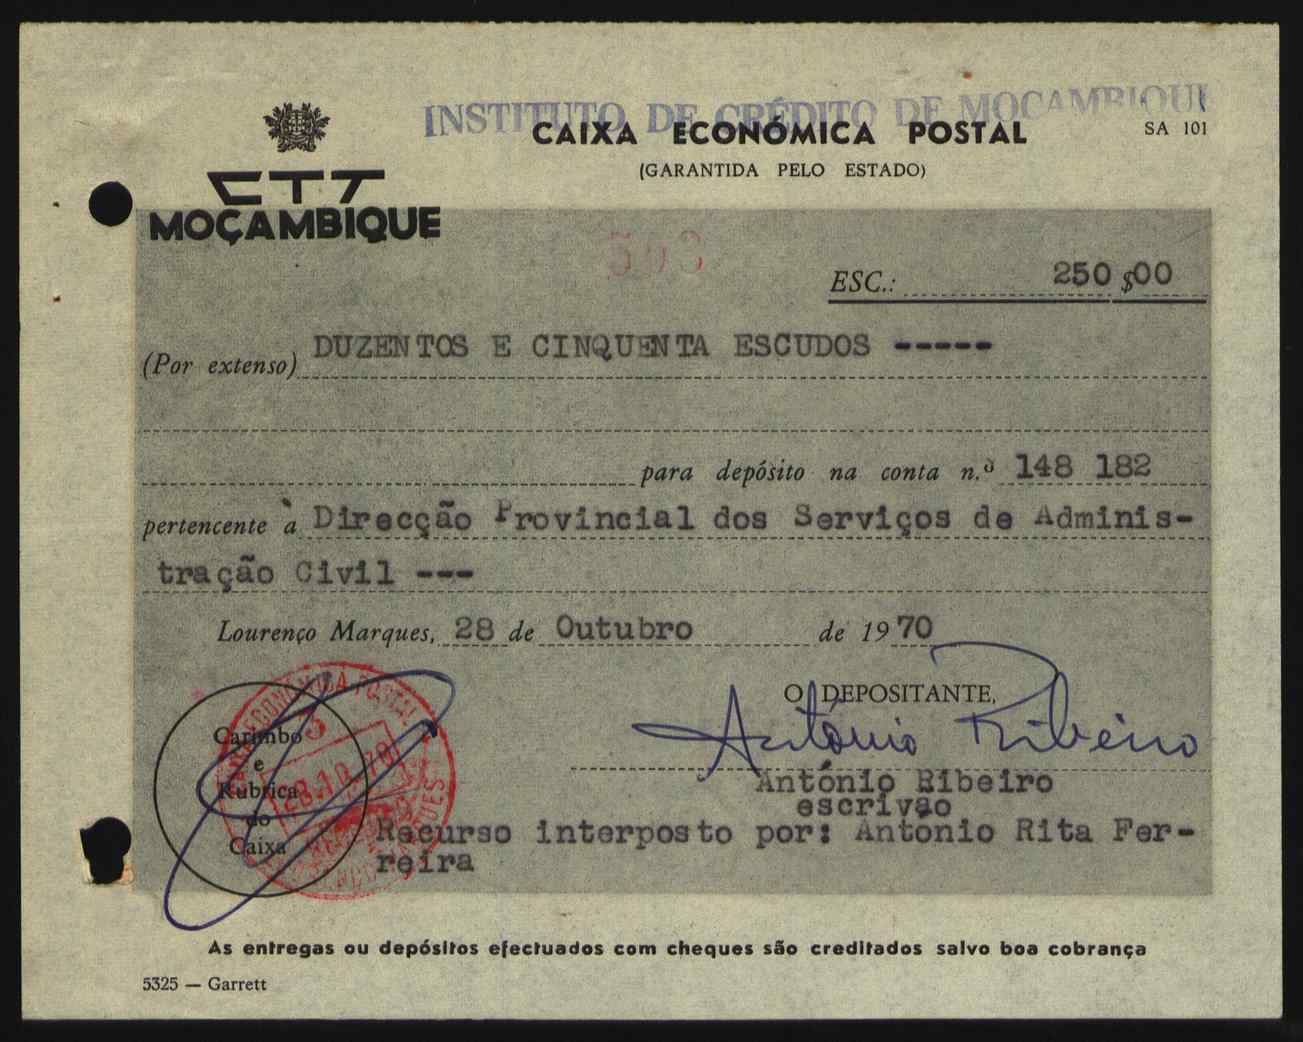 INSTITUTO DE CRÉDITO DE MOÇAMBIQUE
CAIXA ECONÓMICA POSTAL
SA 101
(GARANTIDA PELO ESTADO)
CTT
MOÇAMBIQUE
503
ESC.: 250 $00
(Por extenso) DUZENTOS E CINQUENTA ESCUDOS -----
para depósito na conta n.º 148 182
pertencente à Direcção Provincial dos Serviços de Adminis-
tração Civil ---
Lourenço Marques, 28 de Outubro de 1970
O DEPOSITANTE,
António Ribeiro
António Ribeiro
escrivão
Recurso interposto por: Antonio Rita Fer-
reira
Carimbo
e
Rubrica
do
Caixa
ECONÓMICA POSTAL
3
28.10.70
As entregas ou depósitos efectuados com cheques são creditados salvo boa cobrança
5325 — Garrett